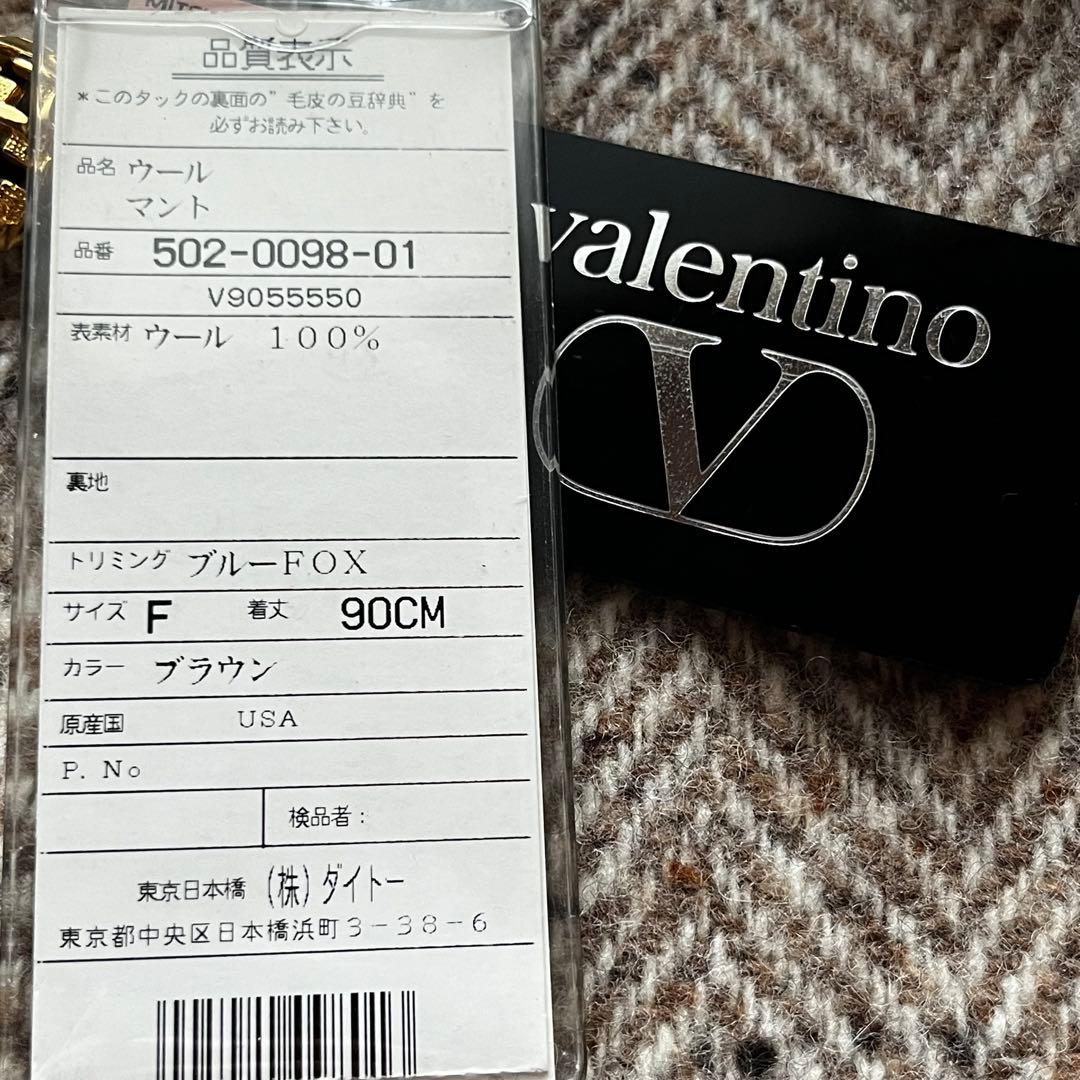 品質表示
*このタックの裏面の"毛皮の豆辞典"を
必ずお読み下さい。
品名 ウール
マント
品番 502-0098-01
V9055550
表素材 ウール 100%
裏地
トリミング ブルーFOX
サイズ F 着丈 90CM
カラー ブラウン
原産国 USA
P. No
検品者:
東京日本橋 (株)ダイトー
東京都中央区日本橋浜町3-38-6
valentino
V